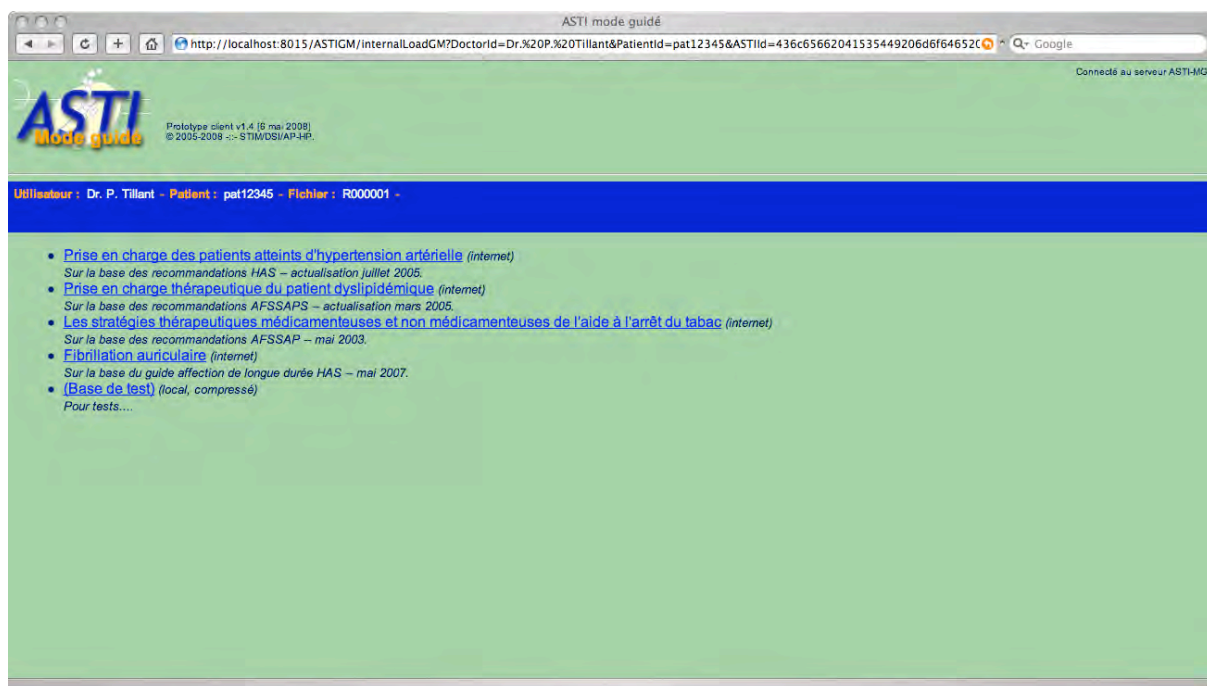 ASTI mode guidé
http://localhost:8015/ASTIGM/internalLoadGM?DoctorId=Dr.%20P.%20Tillant&PatientId=pat12345&ASTIId=436c65662041535449206d6f64652C
Google
Connecté au serveur ASTI-MG
ASTI
Mode guidé
Prototype client v1.4 [6 mai 2008]
© 2005-2008 -::- STIM/DSI/AP-HP.
Utilisateur : Dr. P. Tillant - Patient : pat12345 - Fichier : R000001 -
• Prise en charge des patients atteints d'hypertension artérielle (internet)
Sur la base des recommandations HAS – actualisation juillet 2005.
• Prise en charge thérapeutique du patient dyslipidémique (internet)
Sur la base des recommandations AFSSAPS – actualisation mars 2005.
• Les stratégies thérapeutiques médicamenteuses et non médicamenteuses de l'aide à l'arrêt du tabac (internet)
Sur la base des recommandations AFSSAP – mai 2003.
• Fibrillation auriculaire (internet)
Sur la base du guide affection de longue durée HAS – mai 2007.
• (Base de test) (local, compressé)
Pour tests....